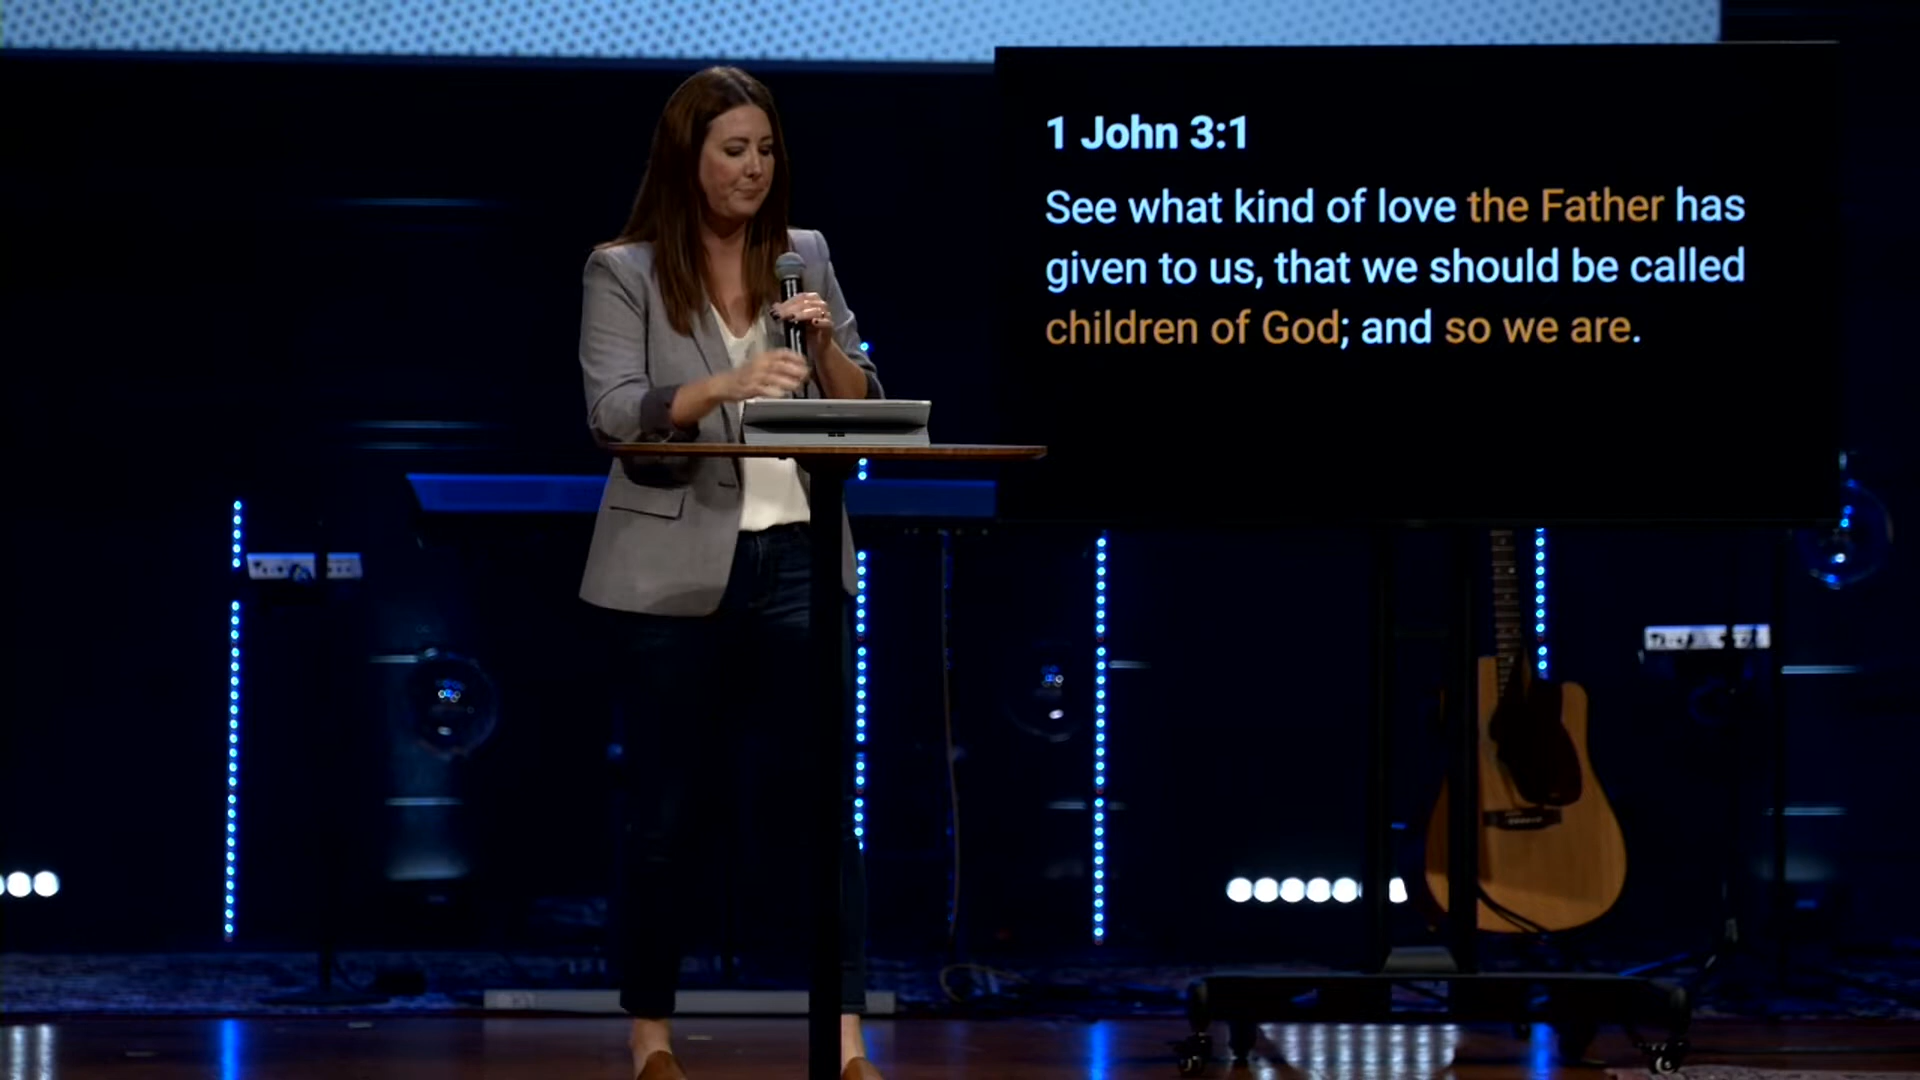 1 John 3:1
See what kind of love the Father has
given to us, that we should be called
children of God; and so we are.